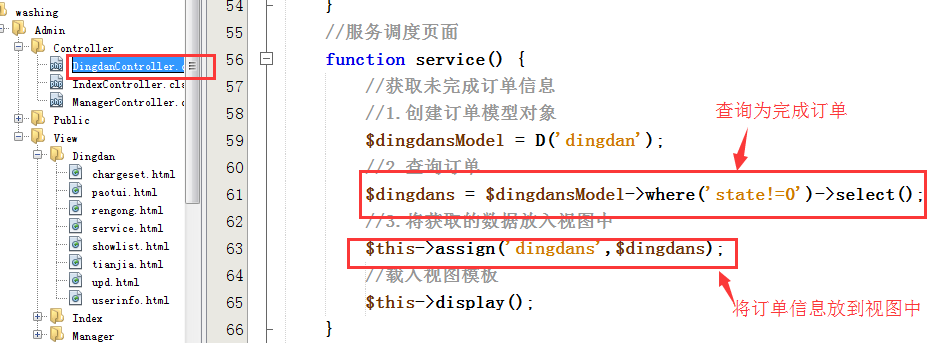 washing
Admin
Controller
DingdanController.
IndexController.cl
ManagerController.c
Public
View
Dingdan
chargeset.html
paotui.html
rengong.html
service.html
showlist.html
tianjia.html
upd.html
userinfo.html
Index
Manager
54 }
55 //服务调度页面
56 function service() {
57 //获取未完成订单信息
58 //1.创建订单模型对象
59 $dingdansModel = D('dingdan');
60 //2.查询订单
61 $dingdans = $dingdansModel->where('state!=0')->select();
62 //3.将获取的数据放入视图中
63 $this->assign('dingdans',$dingdans);
64 //载入视图模板
65 $this->display();
66 }
查询为完成订单
将订单信息放到视图中